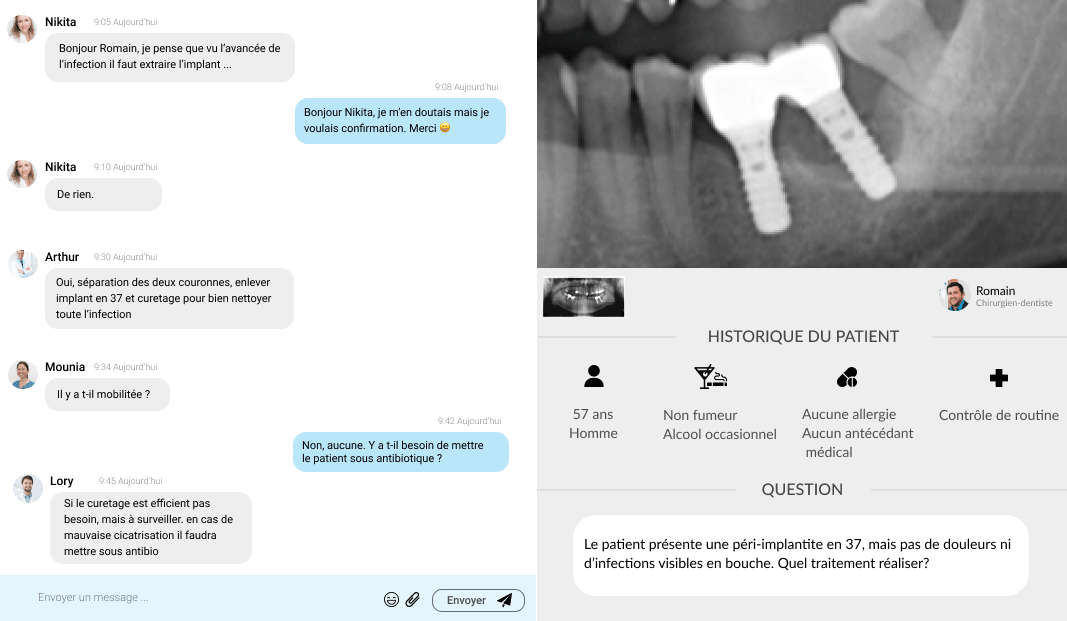 Nikita 9:05 Aujourd'hui
Bonjour Romain, je pense que vu l'avancée de
l'infection il faut extraire l'implant ...
9:08 Aujourd'hui
Bonjour Nikita, je m'en doutais mais je
voulais confirmation. Merci 😄
Nikita 9:10 Aujourd'hui
De rien.
Arthur 9:30 Aujourd'hui
Oui, séparation des deux couronnes, enlever
implant en 37 et curetage pour bien nettoyer
toute l'infection
Mounia 9:34 Aujourd'hui
Il y a t-il mobilitée ?
9:42 Aujourd'hui
Non, aucune. Y a t-il besoin de mettre
le patient sous antibiotique ?
Lory 9:45 Aujourd'hui
Si le curetage est efficient pas
besoin, mais à surveiller. en cas de
mauvaise cicatrisation il faudra
mettre sous antibio
Envoyer un message ...
Envoyer
Romain
Chirurgien-dentiste
HISTORIQUE DU PATIENT
57 ans
Homme
Non fumeur
Alcool occasionnel
Aucune allergie
Aucun antécédant
médical
Contrôle de routine
QUESTION
Le patient présente une péri-implantite en 37, mais pas de douleurs ni
d'infections visibles en bouche. Quel traitement réaliser?